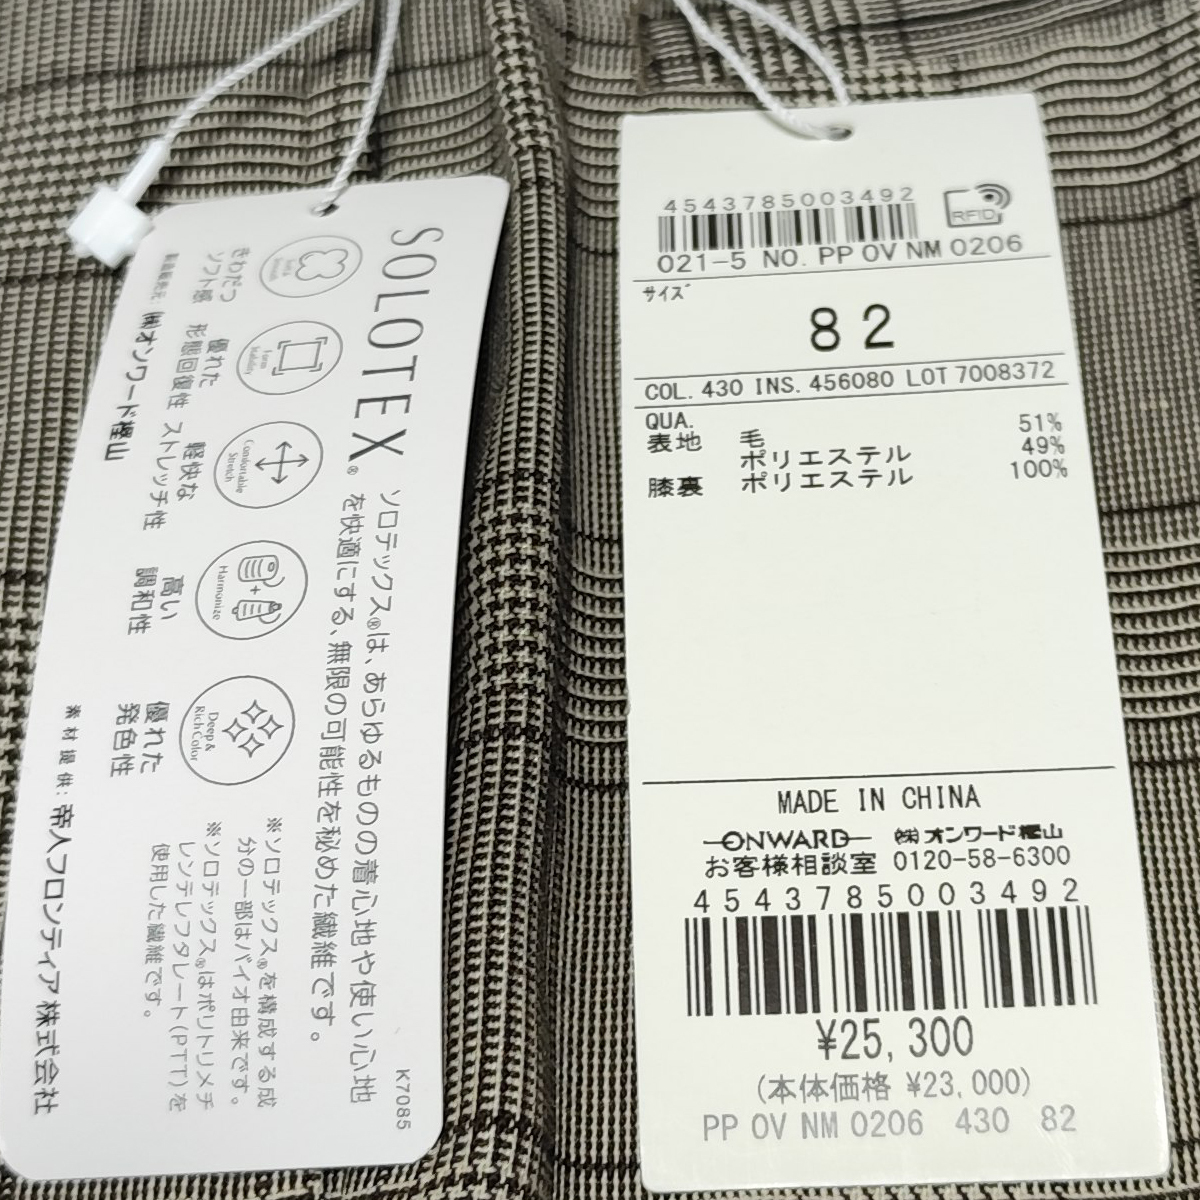 SOLOTEX®
ソロテックス®は、あらゆるものの着心地や使い心地
を快適にする、無限の可能性を秘めた繊維です。
きわだつ
ソフト感
優れた
形態回復性
Form
Stability
軽快な
ストレッチ性
Comfortable
Stretch
高い
調和性
Harmonize
優れた
発色性
Deep &
Rich Color
※ソロテックス®を構成する成
分の一部はバイオ由来です。
※ソロテックス®はポリトリメチ
レンテレフタレート(PTT)を
使用した繊維です。
㈱オンワード樫山
素材提供：帝人フロンティア株式会社
K7085
4543785003492
RFID
021-5 NO. PP OV NM 0206
サイズ
82
COL. 430 INS. 456080 LOT 7008372
QUA.
表地 毛 51%
ポリエステル 49%
膝裏 ポリエステル 100%
MADE IN CHINA
ONWARD ㈱オンワード樫山
お客様相談室 0120-58-6300
4543785003492
¥25,300
(本体価格 ¥23,000)
PP OV NM 0206 430 82